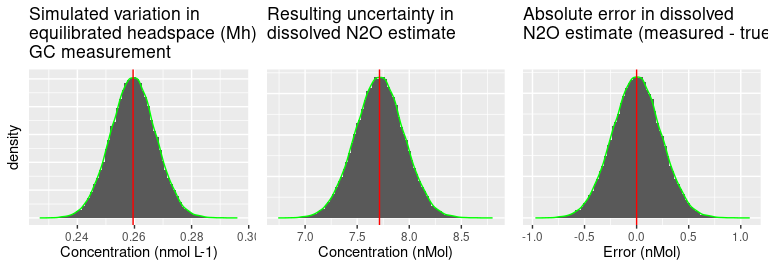 Simulated variation in
equilibrated headspace (Mh)
GC measurement
Resulting uncertainty in
dissolved N2O estimate
Absolute error in dissolved
N2O estimate (measured - true
density
0.24 0.26 0.28 0.30
7.0 7.5 8.0 8.5
-1.0 -0.5 0.0 0.5 1.0
Concentration (nmol L-1)
Concentration (nMol)
Error (nMol)